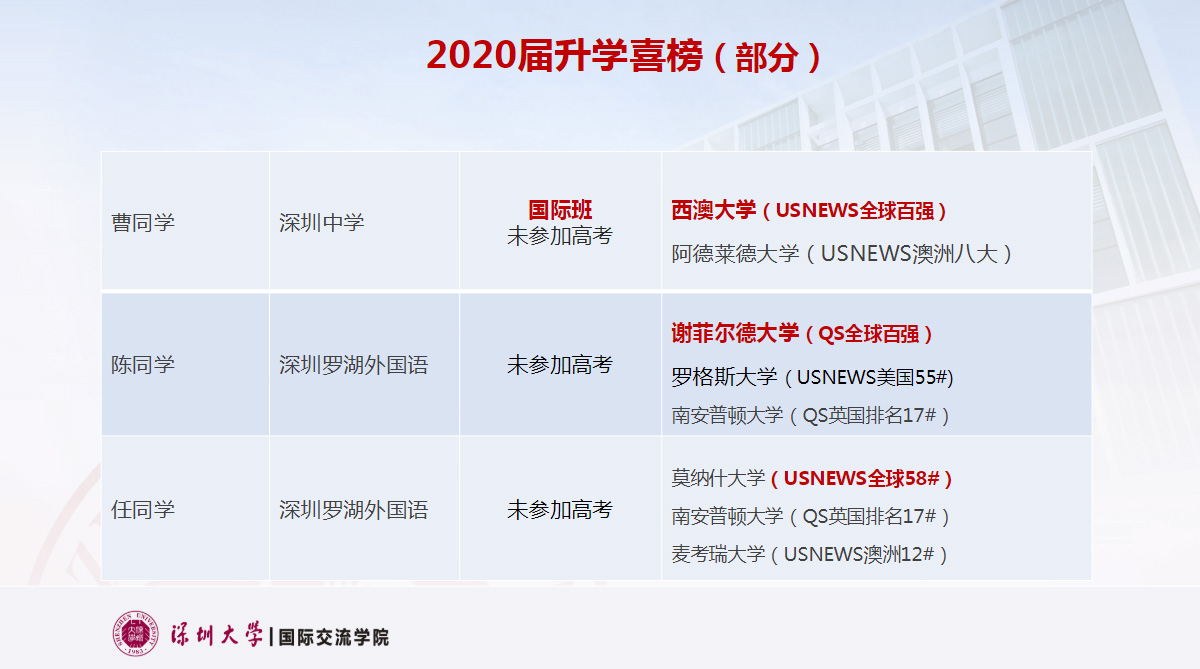 2020届升学喜榜（部分）
曹同学
深圳中学
国际班
未参加高考
西澳大学（USNEWS全球百强）
阿德莱德大学（USNEWS澳洲八大）
陈同学
深圳罗湖外国语
未参加高考
谢菲尔德大学（QS全球百强）
罗格斯大学（USNEWS美国55#)
南安普顿大学（QS英国排名17#）
任同学
深圳罗湖外国语
未参加高考
莫纳什大学（USNEWS全球58#）
南安普顿大学（QS英国排名17#）
麦考瑞大学（USNEWS澳洲12#）
SHENZHEN UNIVERSITY
1983
深圳大学|国际交流学院